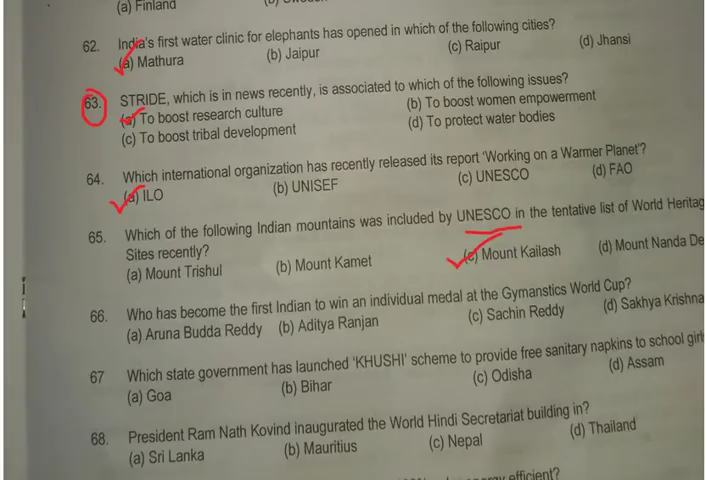 (a) Finland
62. India's first water clinic for elephants has opened in which of the following cities?
(a) Mathura (b) Jaipur (c) Raipur (d) Jhansi
63. STRIDE, which is in news recently, is associated to which of the following issues?
(a) To boost research culture (b) To boost women empowerment
(c) To boost tribal development (d) To protect water bodies
64. Which international organization has recently released its report 'Working on a Warmer Planet'?
(a) ILO (b) UNISEF (c) UNESCO (d) FAO
65. Which of the following Indian mountains was included by UNESCO in the tentative list of World Heritag
Sites recently?
(a) Mount Trishul (b) Mount Kamet (c) Mount Kailash (d) Mount Nanda De
66. Who has become the first Indian to win an individual medal at the Gymanstics World Cup?
(a) Aruna Budda Reddy (b) Aditya Ranjan (c) Sachin Reddy (d) Sakhya Krishna
67 Which state government has launched 'KHUSHI' scheme to provide free sanitary napkins to school girl
(a) Goa (b) Bihar (c) Odisha (d) Assam
68. President Ram Nath Kovind inaugurated the World Hindi Secretariat building in?
(a) Sri Lanka (b) Mauritius (c) Nepal (d) Thailand
efficient?